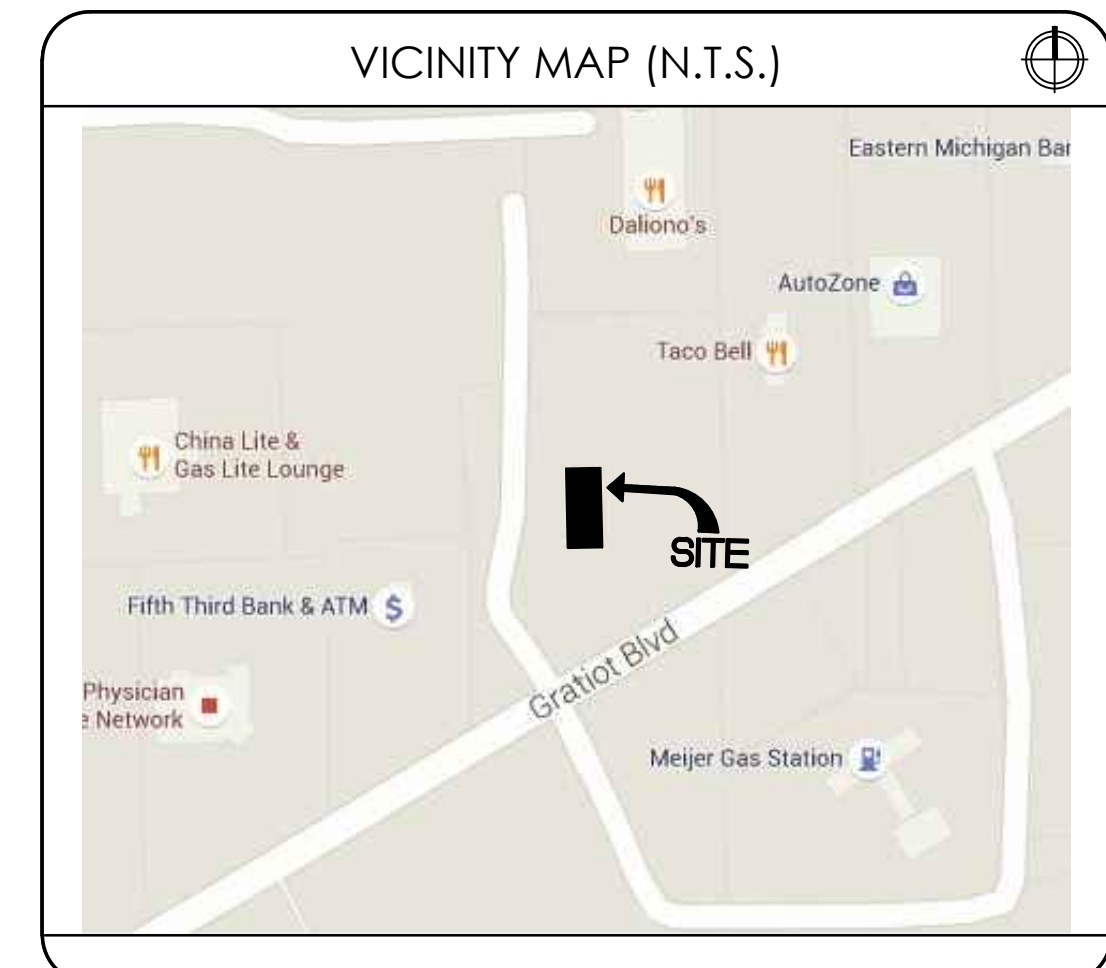 VICINITY MAP (N.T.S.)
Eastern Michigan Bar
Daliono's
AutoZone
Taco Bell
China Lite &
Gas Lite Lounge
SITE
Fifth Third Bank & ATM
$
Gratiot Blvd
Physician
e Network
Meijer Gas Station